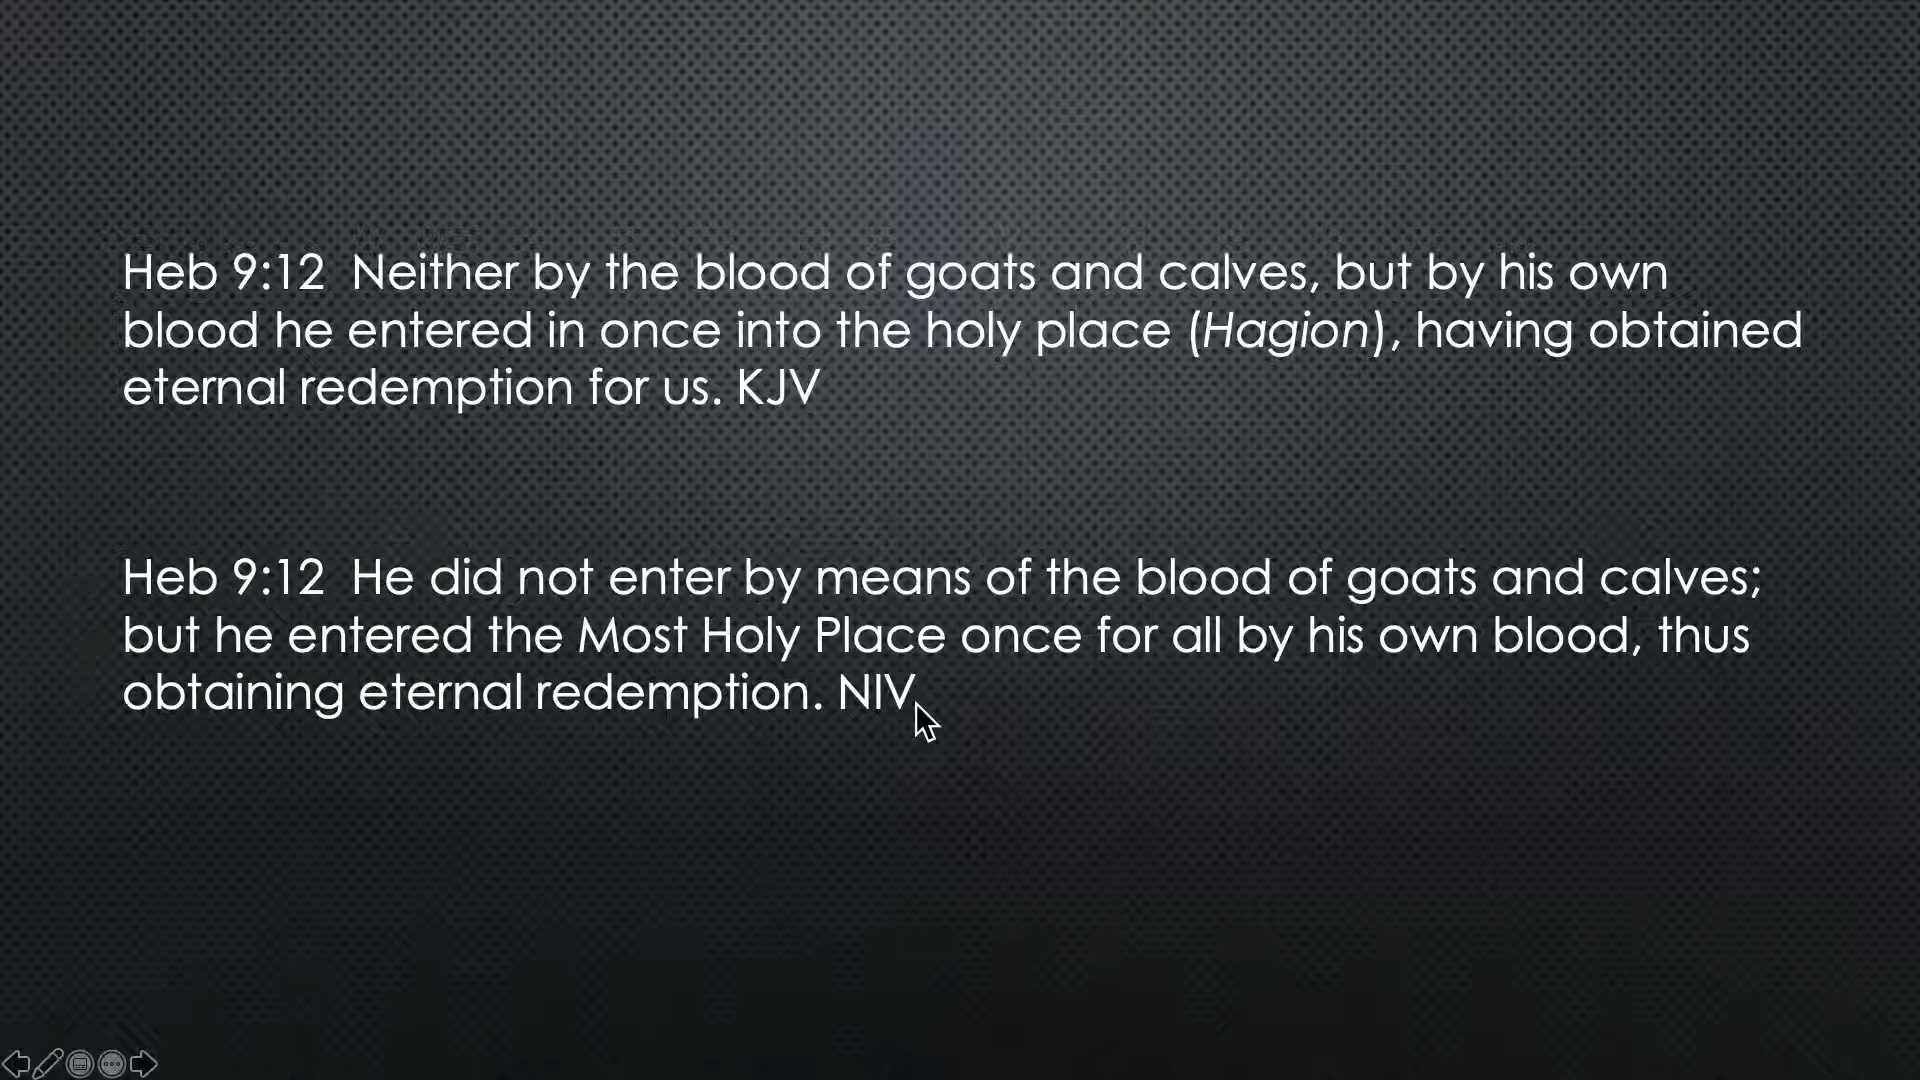 Heb 9:12  Neither by the blood of goats and calves, but by his own
blood he entered in once into the holy place (Hagion), having obtained
eternal redemption for us. KJV
Heb 9:12  He did not enter by means of the blood of goats and calves;
but he entered the Most Holy Place once for all by his own blood, thus
obtaining eternal redemption. NIV